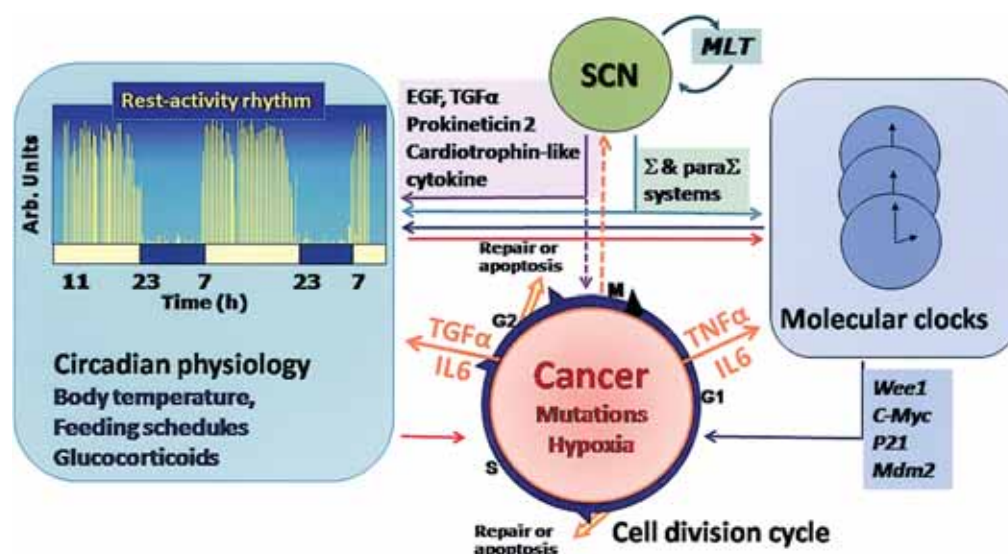 Rest-activity rhythm
Arb. Units
11 23 7 23 7
Time (h)
Circadian physiology
Body temperature,
Feeding schedules
Glucocorticoids
EGF, TGFα
Prokineticin 2
Cardiotrophin-like
cytokine
SCN
MLT
Σ & paraΣ
systems
Molecular clocks
Wee1
C-Myc
P21
Mdm2
Repair or
apoptosis
G2
M
G1
S
TGFα
IL6
TNFα
IL6
Cancer
Mutations
Hypoxia
Repair or
apoptosis
Cell division cycle